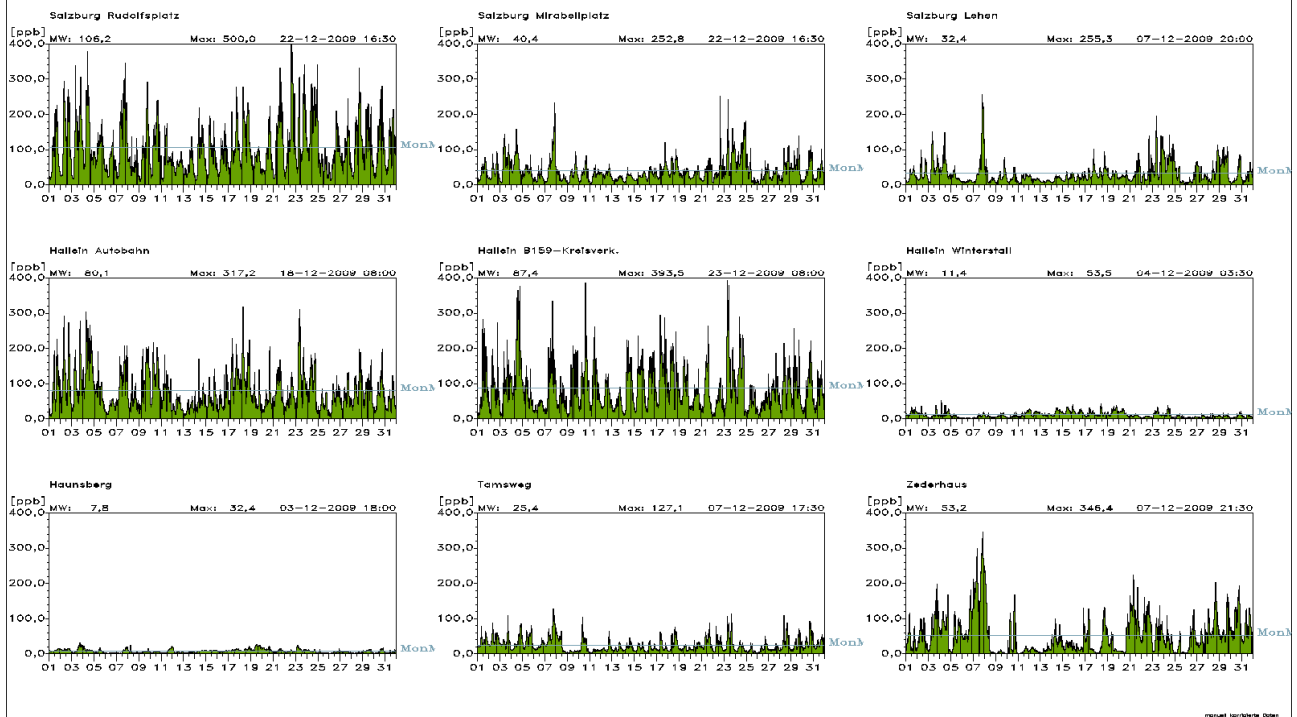 Salzburg Rudolfsplatz
[ppb] MW: 106,2 Max: 500,0 22-12-2009 16:30
400,0
300,0
200,0
100,0
0,0
MonM
01 03 05 07 09 11 13 15 17 19 21 23 25 27 29 31
Salzburg Mirabellplatz
[ppb] MW: 40,4 Max: 252,8 22-12-2009 16:30
400,0
300,0
200,0
100,0
0,0
MonM
01 03 05 07 09 11 13 15 17 19 21 23 25 27 29 31
Salzburg Lehen
[ppb] MW: 32,4 Max: 255,3 07-12-2009 20:00
400,0
300,0
200,0
100,0
0,0
MonM
01 03 05 07 09 11 13 15 17 19 21 23 25 27 29 31
Hallein Autobahn
[ppb] MW: 80,1 Max: 317,2 18-12-2009 08:00
400,0
300,0
200,0
100,0
0,0
MonM
01 03 05 07 09 11 13 15 17 19 21 23 25 27 29 31
Hallein B159-Kreisverk.
[ppb] MW: 87,4 Max: 393,5 23-12-2009 08:00
400,0
300,0
200,0
100,0
0,0
MonM
01 03 05 07 09 11 13 15 17 19 21 23 25 27 29 31
Hallein Winterstall
[ppb] MW: 11,4 Max: 53,5 04-12-2009 03:30
400,0
300,0
200,0
100,0
0,0
MonM
01 03 05 07 09 11 13 15 17 19 21 23 25 27 29 31
Haunsberg
[ppb] MW: 7,8 Max: 32,4 03-12-2009 18:00
400,0
300,0
200,0
100,0
0,0
MonM
01 03 05 07 09 11 13 15 17 19 21 23 25 27 29 31
Tamsweg
[ppb] MW: 25,4 Max: 127,1 07-12-2009 17:30
400,0
300,0
200,0
100,0
0,0
MonM
01 03 05 07 09 11 13 15 17 19 21 23 25 27 29 31
Zederhaus
[ppb] MW: 53,2 Max: 346,4 07-12-2009 21:30
400,0
300,0
200,0
100,0
0,0
MonM
01 03 05 07 09 11 13 15 17 19 21 23 25 27 29 31
manuell korrigierte Daten